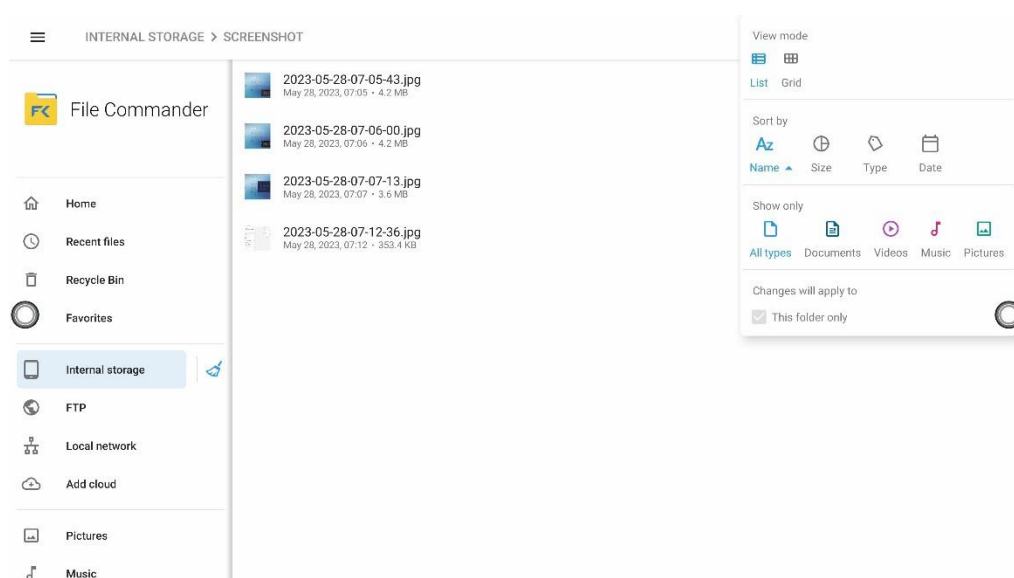 INTERNAL STORAGE > SCREENSHOT
FK File Commander
Home
Recent files
Recycle Bin
Favorites
Internal storage
FTP
Local network
Add cloud
Pictures
Music
2023-05-28-07-05-43.jpg
May 28, 2023, 07:05 • 4.2 MB
2023-05-28-07-06-00.jpg
May 28, 2023, 07:06 • 4.2 MB
2023-05-28-07-07-13.jpg
May 28, 2023, 07:07 • 3.6 MB
2023-05-28-07-12-36.jpg
May 28, 2023, 07:12 • 353.4 KB
View mode
List Grid
Sort by
Az
Name Size Type Date
Show only
All types Documents Videos Music Pictures
Changes will apply to
This folder only